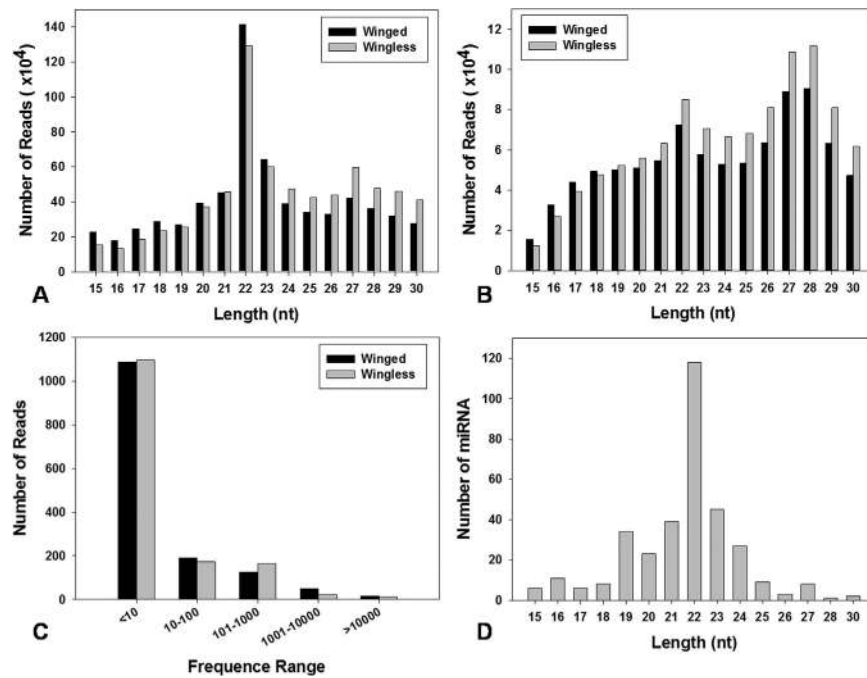 Number of Reads ( x10⁴)
140
120
100
80
60
40
20
0
Winged
Wingless
15 16 17 18 19 20 21 22 23 24 25 26 27 28 29 30
A
Length (nt)
Number of Reads ( x10⁴)
12
10
8
6
4
2
0
Winged
Wingless
15 16 17 18 19 20 21 22 23 24 25 26 27 28 29 30
B
Length (nt)
Number of Reads
1200
1000
800
600
400
200
0
Winged
Wingless
<10 10-100 101-1000 1001-10000 >10000
C
Frequence Range
Number of miRNA
120
100
80
60
40
20
0
15 16 17 18 19 20 21 22 23 24 25 26 27 28 30
D
Length (nt)